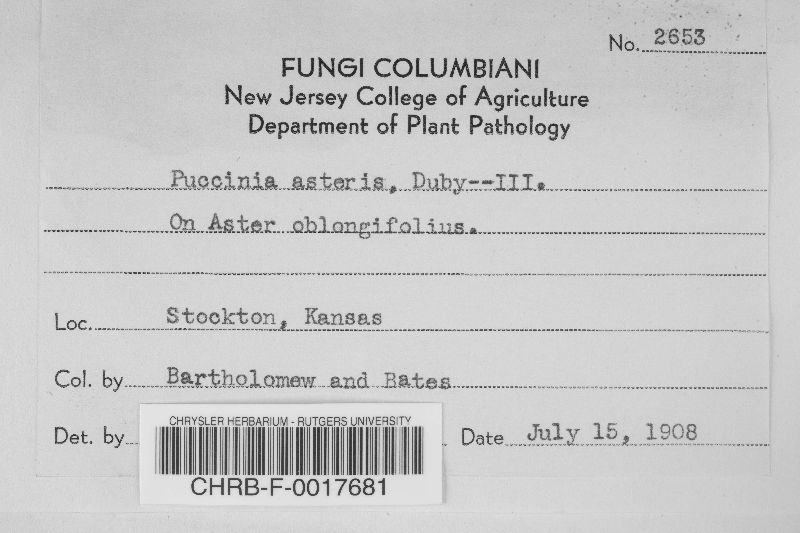 No. 2653
FUNGI COLUMBIANI
New Jersey College of Agriculture
Department of Plant Pathology
Puccinia asteris, Duby--III.
On Aster oblongifolius.
Loc. Stockton, Kansas
Col. by Bartholomew and Bates
Det. by
Date July 15, 1908
CHRYSLER HERBARIUM - RUTGERS UNIVERSITY
CHRB-F-0017681